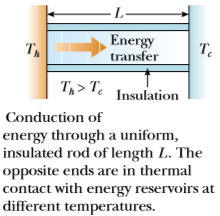 L
Energy
transfer
T_h
T_c
T_h > T_c
Insulation
Conduction of
energy through a uniform,
insulated rod of length L. The
opposite ends are in thermal
contact with energy reservoirs at
different temperatures.